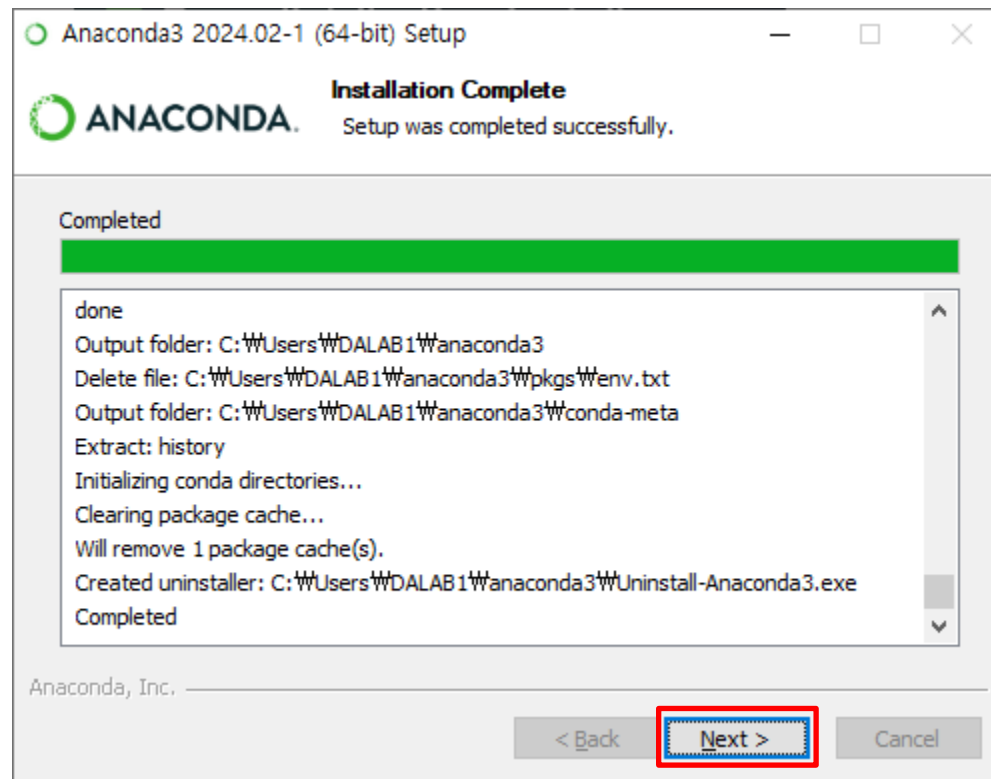 Anaconda3 2024.02-1 (64-bit) Setup
ANACONDA.
Installation Complete
Setup was completed successfully.
Completed
done
Output folder: C:₩Users₩DALAB1₩anaconda3
Delete file: C:₩Users₩DALAB1₩anaconda3₩pkgs₩env.txt
Output folder: C:₩Users₩DALAB1₩anaconda3₩conda-meta
Extract: history
Initializing conda directories...
Clearing package cache...
Will remove 1 package cache(s).
Created uninstaller: C:₩Users₩DALAB1₩anaconda3₩Uninstall-Anaconda3.exe
Completed
Anaconda, Inc.
< Back
Next >
Cancel